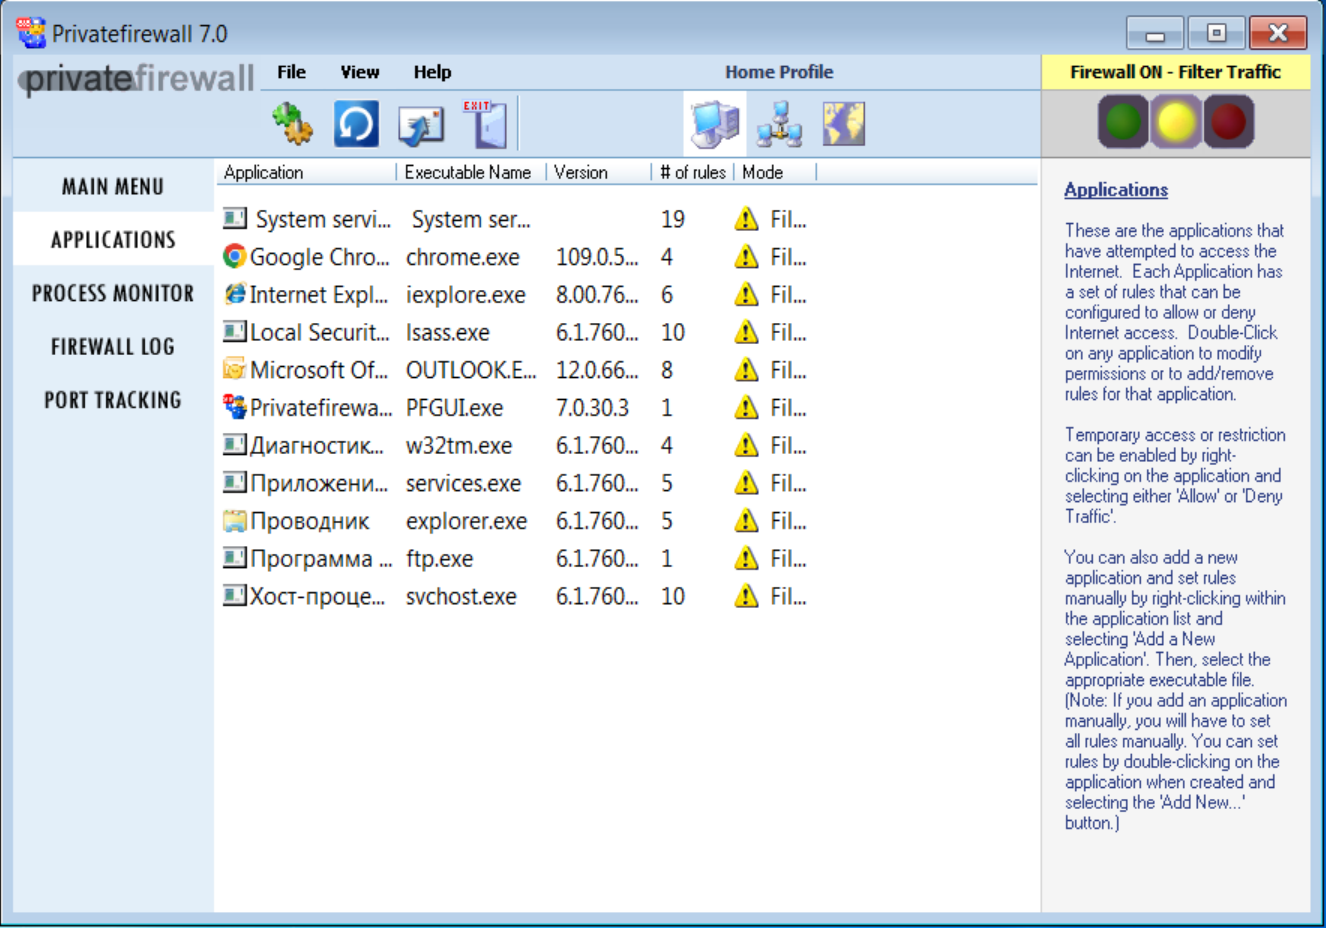 Privatefirewall 7.0
privatefirewall
File View Help
Home Profile
Firewall ON - Filter Traffic
EXIT
MAIN MENU
APPLICATIONS
PROCESS MONITOR
FIREWALL LOG
PORT TRACKING
Application Executable Name Version # of rules Mode
System servi... System ser... 19 Fil...
Google Chro... chrome.exe 109.0.5... 4 Fil...
Internet Expl... iexplore.exe 8.00.76... 6 Fil...
Local Securit... lsass.exe 6.1.760... 10 Fil...
Microsoft Of... OUTLOOK.E... 12.0.66... 8 Fil...
Privatefirewa... PFGUI.exe 7.0.30.3 1 Fil...
Диагностик... w32tm.exe 6.1.760... 4 Fil...
Приложени... services.exe 6.1.760... 5 Fil...
Проводник explorer.exe 6.1.760... 5 Fil...
Программа ... ftp.exe 6.1.760... 1 Fil...
Хост-проце... svchost.exe 6.1.760... 10 Fil...
Applications
These are the applications that
have attempted to access the
Internet. Each Application has
a set of rules that can be
configured to allow or deny
Internet access. Double-Click
on any application to modify
permissions or to add/remove
rules for that application.
Temporary access or restriction
can be enabled by right-
clicking on the application and
selecting either 'Allow' or 'Deny
Traffic'.
You can also add a new
application and set rules
manually by right-clicking within
the application list and
selecting 'Add a New
Application'. Then, select the
appropriate executable file.
(Note: If you add an application
manually, you will have to set
all rules manually. You can set
rules by double-clicking on the
application when created and
selecting the 'Add New...'
button.)